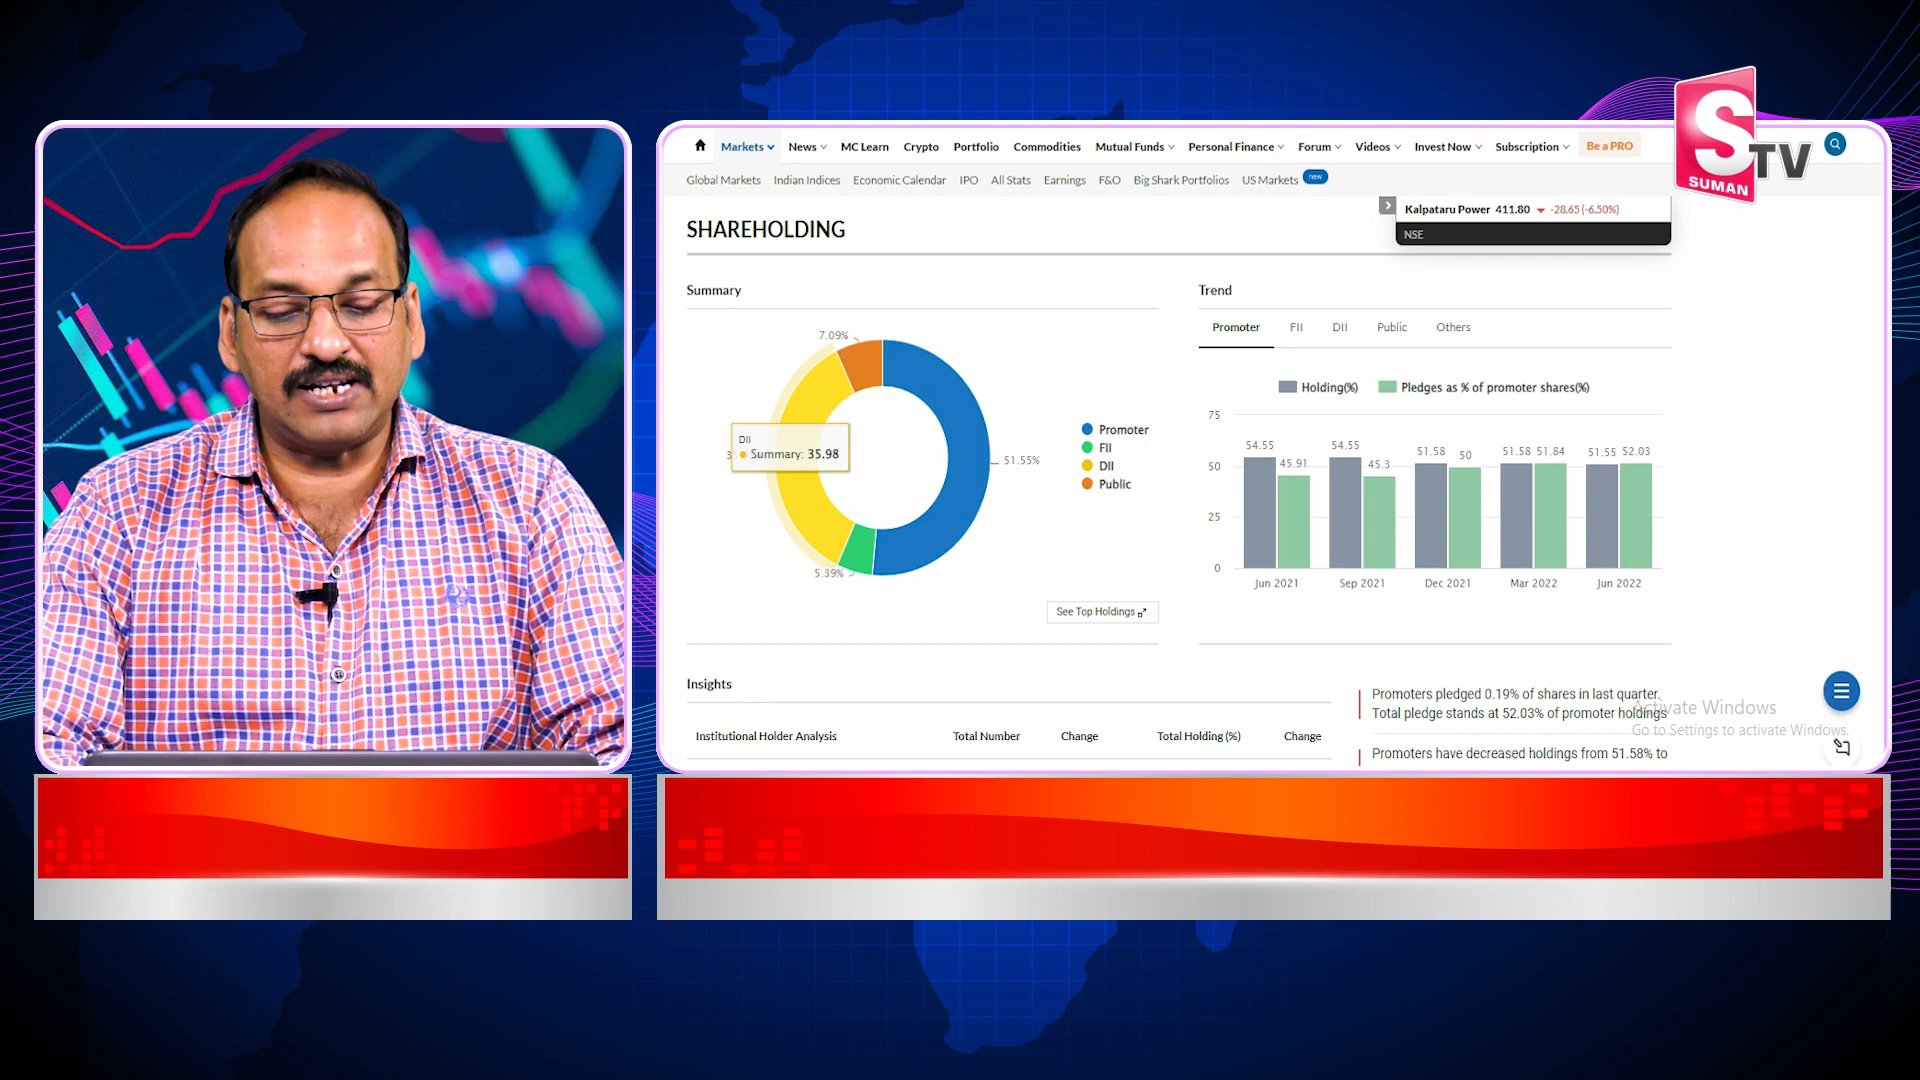 S TV
SUMAN
Markets News MC Learn Crypto Portfolio Commodities Mutual Funds Personal Finance Forum Videos Invest Now Subscription Be a PRO
Global Markets Indian Indices Economic Calendar IPO All Stats Earnings F&O Big Shark Portfolios US Markets new
Kalpataru Power 411.80 -28.65 (-6.50%)
NSE
SHAREHOLDING
Summary
7.09%
DII
Summary: 35.98
51.55%
5.39%
Promoter
FII
DII
Public
See Top Holdings
Trend
Promoter FII DII Public Others
Holding(%) Pledges as % of promoter shares(%)
75
50
25
0
54.55 45.91 54.55 45.3 51.58 50 51.58 51.84 51.55 52.03
Jun 2021 Sep 2021 Dec 2021 Mar 2022 Jun 2022
Insights
Institutional Holder Analysis Total Number Change Total Holding (%) Change
Promoters pledged 0.19% of shares in last quarter.
Total pledge stands at 52.03% of promoter holdings
Promoters have decreased holdings from 51.58% to
Activate Windows
Go to Settings to activate Windows.